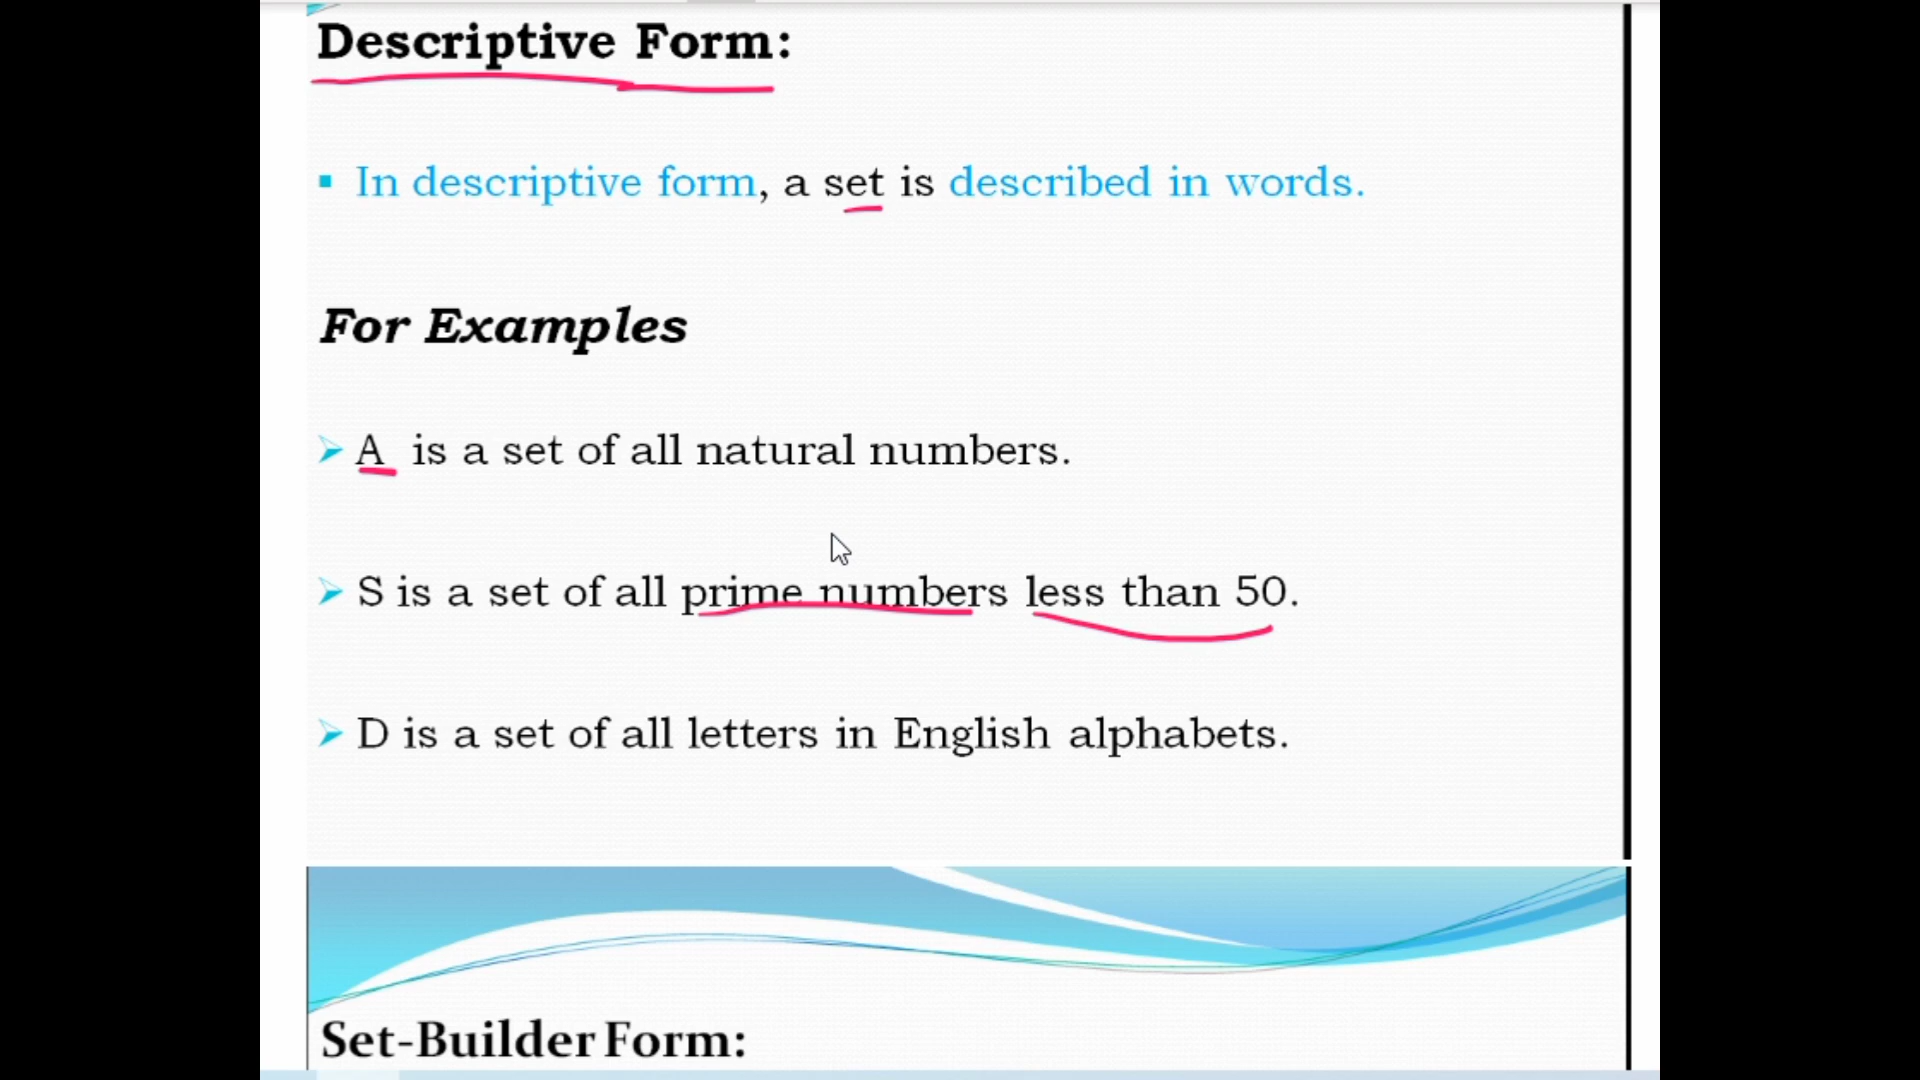 Descriptive Form:
In descriptive form, a set is described in words.
For Examples
A is a set of all natural numbers.
S is a set of all prime numbers less than 50.
D is a set of all letters in English alphabets.
Set-Builder Form: